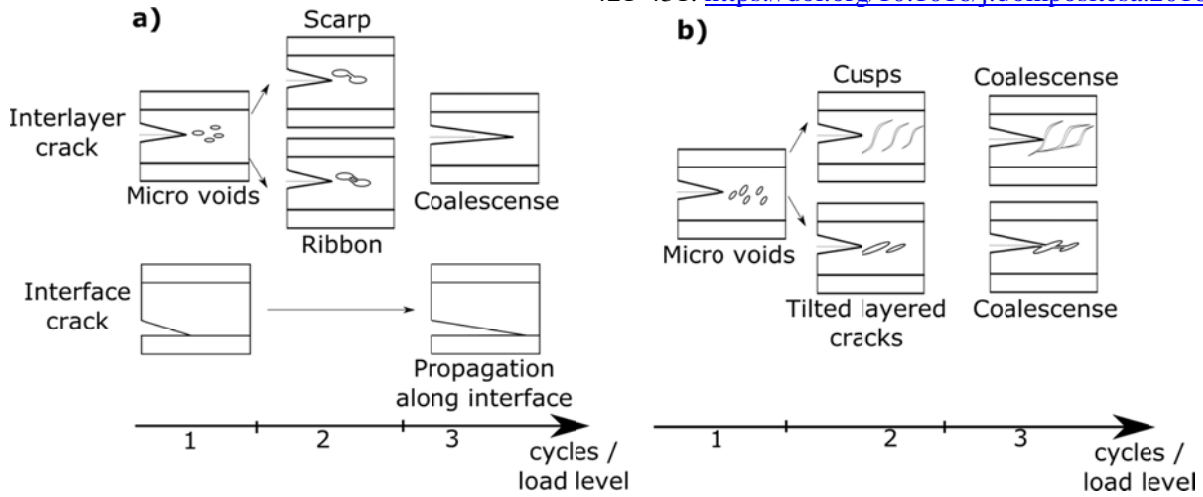 a)
Scarp
Interlayer
crack
Micro voids
Ribbon
Coalescense
Interface
crack
Propagation
along interface
1
2
3
cycles /
load level
b)
Cusps
Coalescense
Micro voids
Tilted layered
cracks
Coalescense
1
2
3
cycles /
load level